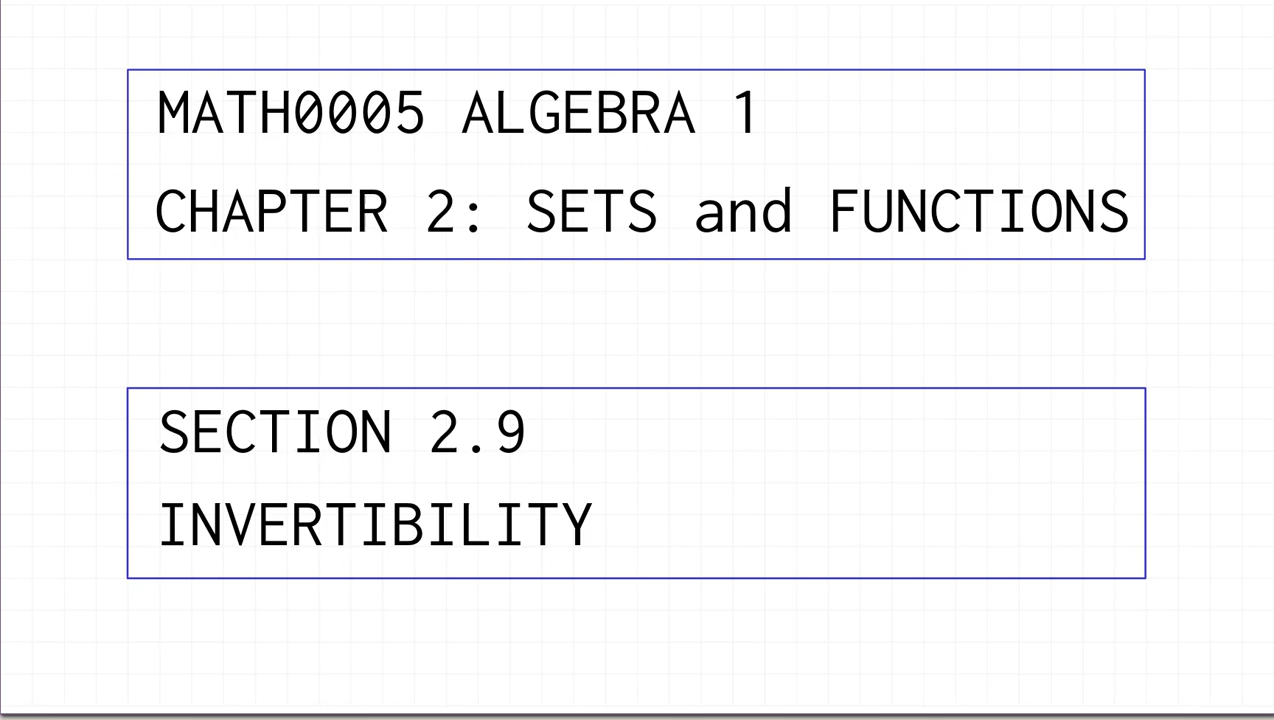 MATH0005 ALGEBRA 1
CHAPTER 2: SETS and FUNCTIONS
SECTION 2.9
INVERTIBILITY